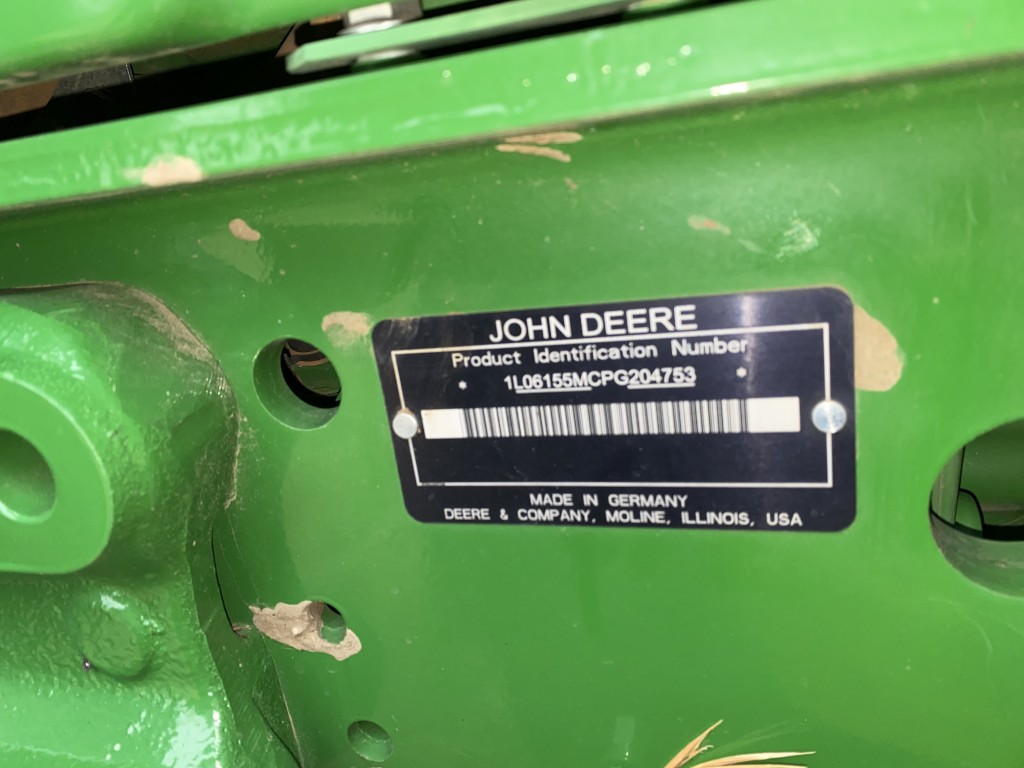 JOHN DEERE
Product Identification Number
* 1L06155MCPG204753 *
MADE IN GERMANY
DEERE & COMPANY, MOLINE, ILLINOIS, USA